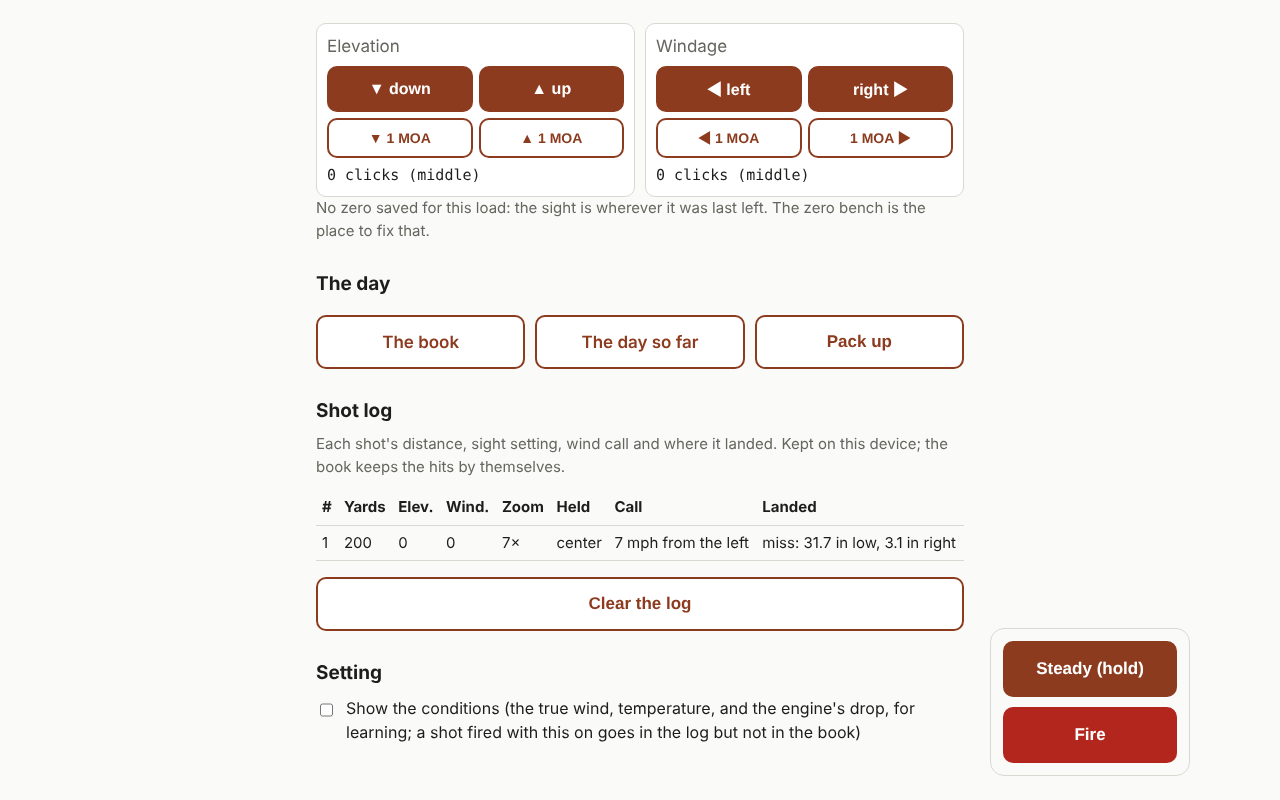 Elevation
▼ down
▲ up
▼ 1 MOA
▲ 1 MOA
0 clicks (middle)
Windage
◀ left
right ▶
◀ 1 MOA
1 MOA ▶
0 clicks (middle)
No zero saved for this load: the sight is wherever it was last left. The zero bench is the
place to fix that.
The day
The book
The day so far
Pack up
Shot log
Each shot's distance, sight setting, wind call and where it landed. Kept on this device; the
book keeps the hits by themselves.
# Yards Elev. Wind. Zoom Held Call Landed
1 200 0 0 7× center 7 mph from the left miss: 31.7 in low, 3.1 in right
Clear the log
Setting
Show the conditions (the true wind, temperature, and the engine's drop, for
learning; a shot fired with this on goes in the log but not in the book)
Steady (hold)
Fire